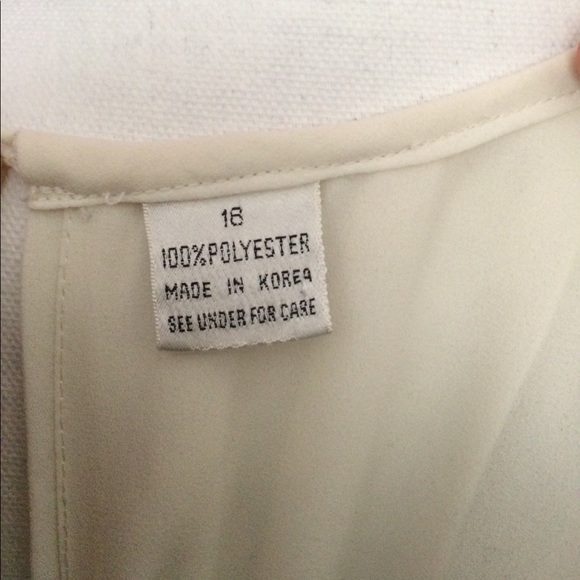 18
100% POLYESTER
MADE IN KOREA
SEE UNDER FOR CARE